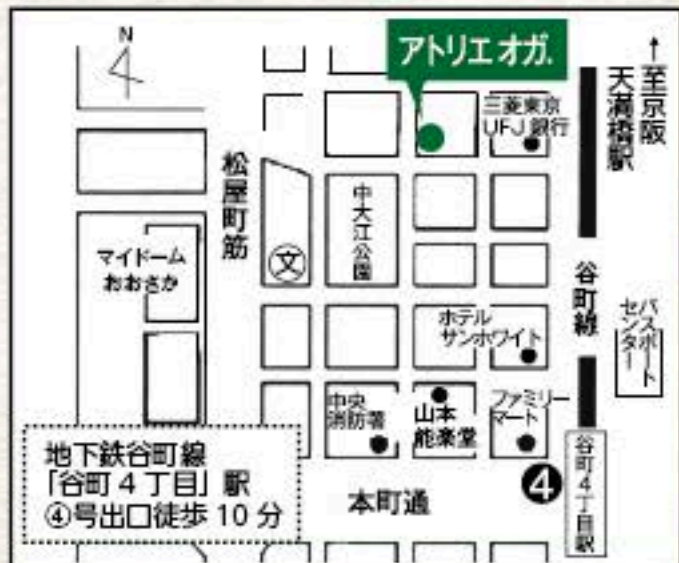 N
アトリエ オガ.
↑至京阪
天満橋駅
三菱東京
UFJ 銀行
松屋町筋
中大江公園
文
マイドーム
おおさか
谷町線
パスポート
センター
ホテル
サンホワイト
中央
消防署
山本
能楽堂
ファミリー
マート
地下鉄谷町線
「谷町 4 丁目」駅
④号出口徒歩 10 分
本町通
4
谷町4丁目駅